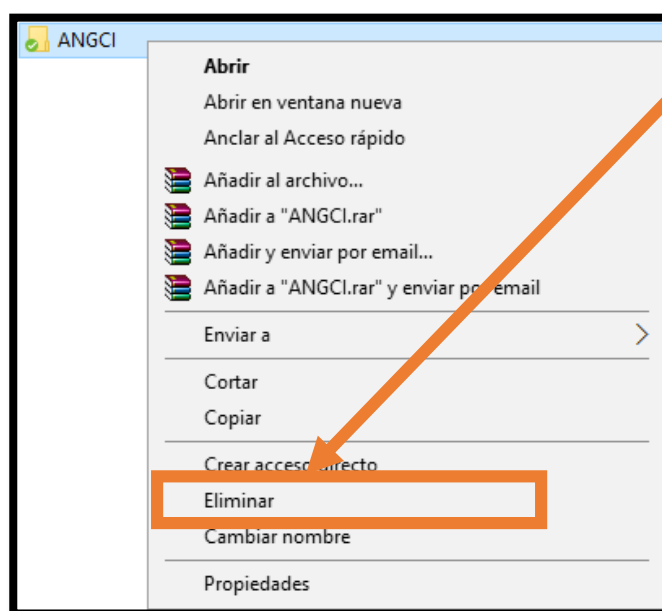 ANGCI
Abrir
Abrir en ventana nueva
Anclar al Acceso rápido
Añadir al archivo...
Añadir a "ANGCI.rar"
Añadir y enviar por email...
Añadir a "ANGCI.rar" y enviar por email
Enviar a
Cortar
Copiar
Crear acceso directo
Eliminar
Cambiar nombre
Propiedades